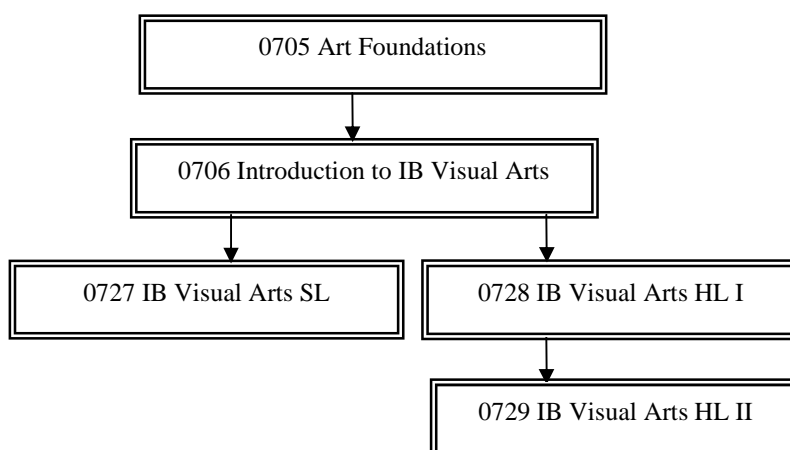 0705 Art Foundations
0706 Introduction to IB Visual Arts
0727 IB Visual Arts SL
0728 IB Visual Arts HL I
0729 IB Visual Arts HL II